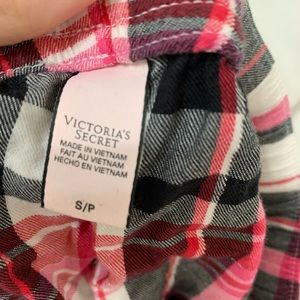 VICTORIA'S
SECRET
MADE IN VIETNAM
FAIT AU VIETNAM
HECHO EN VIETNAM
S/P